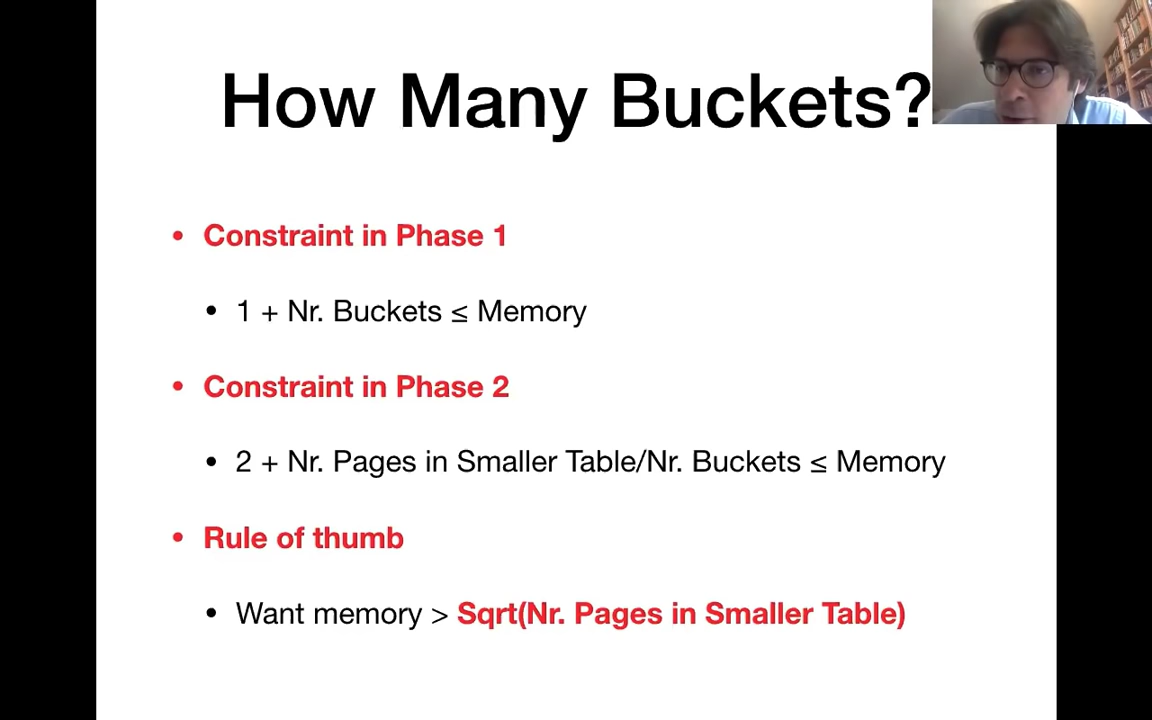 How Many Buckets?
• Constraint in Phase 1
• 1 + Nr. Buckets ≤ Memory
• Constraint in Phase 2
• 2 + Nr. Pages in Smaller Table/Nr. Buckets ≤ Memory
• Rule of thumb
• Want memory > Sqrt(Nr. Pages in Smaller Table)